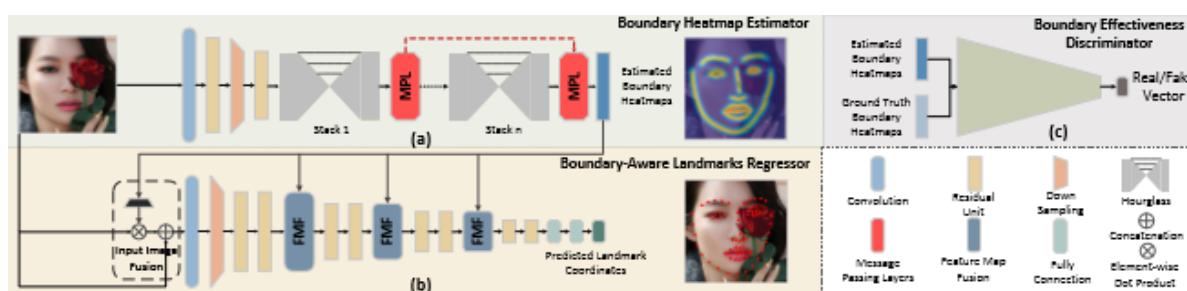 Boundary Heatmap Estimator
MPL
MPL
Stack 1
Stack n
Estimated
Boundary
Heatmaps
(a)
Boundary Effectiveness
Discriminator
Estimated
Boundary
Heatmaps
Ground Truth
Boundary
Heatmaps
Real/Fak
Vector
(c)
Boundary-Aware Landmarks Regressor
Input Image
Fusion
FMF
FMF
FMF
Predicted Landmark
Coordinates
(b)
Convolution
Residual
Unit
Down
Sampling
Hourglass
Concatenation
Message
Passing Layers
Feature Map
Fusion
Fully
Connection
Element-wise
Dot Product